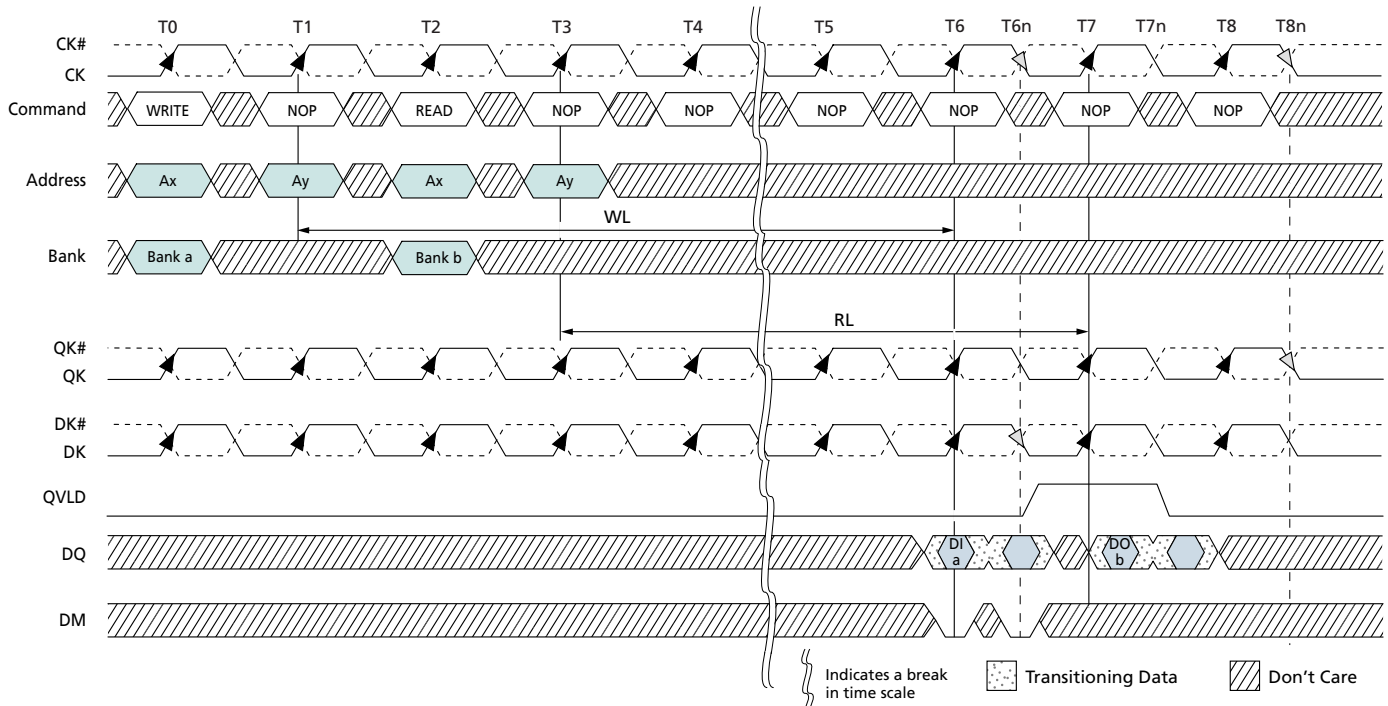 T0 T1 T2 T3 T4 T5 T6 T6n T7 T7n T8 T8n
CK#
CK
Command WRITE NOP READ NOP NOP NOP NOP NOP NOP
Address Ax Ay Ax Ay
WL
Bank Bank a Bank b
RL
QK#
QK
DK#
DK
QVLD
DQ DI a DO b
DM
Indicates a break in time scale
Transitioning Data
Don't Care